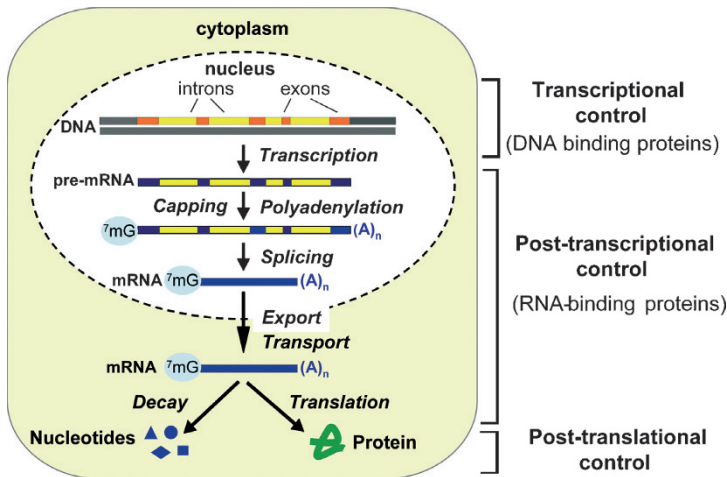 cytoplasm
nucleus
introns exons
DNA
Transcription
pre-mRNA
Capping Polyadenylation
⁷mG (A)ₙ
Splicing
mRNA ⁷mG (A)ₙ
Export
Transport
mRNA ⁷mG (A)ₙ
Decay Translation
Nucleotides Protein
Transcriptional
control
(DNA binding proteins)
Post-transcriptional
control
(RNA-binding proteins)
Post-translational
control